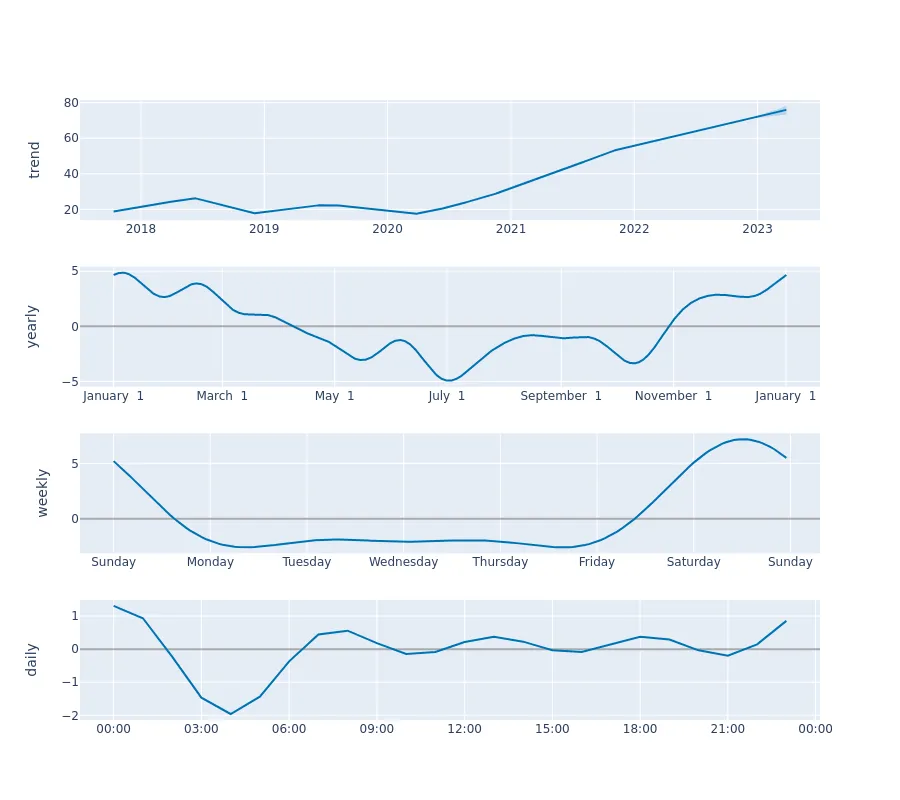 trend
80
60
40
20
2018 2019 2020 2021 2022 2023
yearly
5
0
−5
January 1 March 1 May 1 July 1 September 1 November 1 January 1
weekly
5
0
Sunday Monday Tuesday Wednesday Thursday Friday Saturday Sunday
daily
1
0
−1
−2
00:00 03:00 06:00 09:00 12:00 15:00 18:00 21:00 00:00